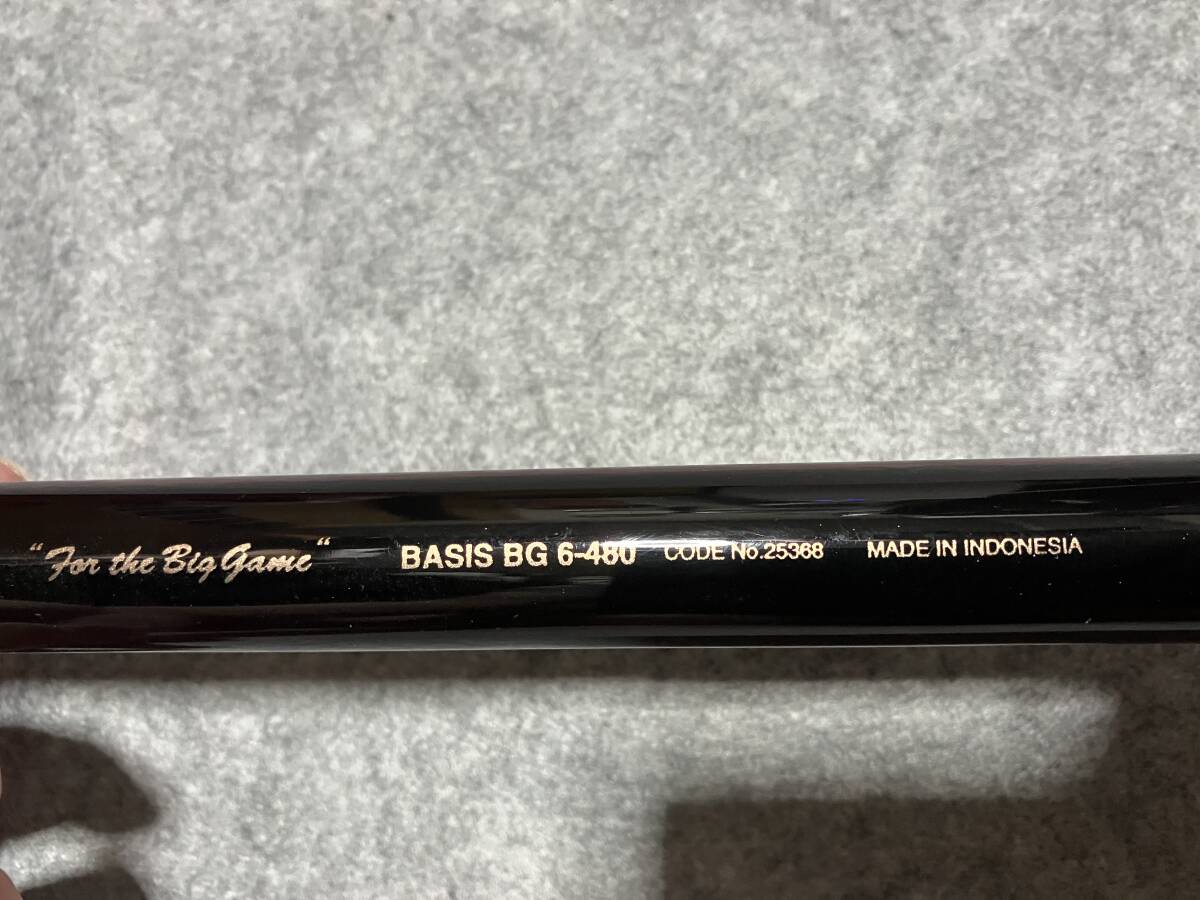 “For the Big Game“ BASIS BG 6-480 CODE No.25368 MADE IN INDONESIA